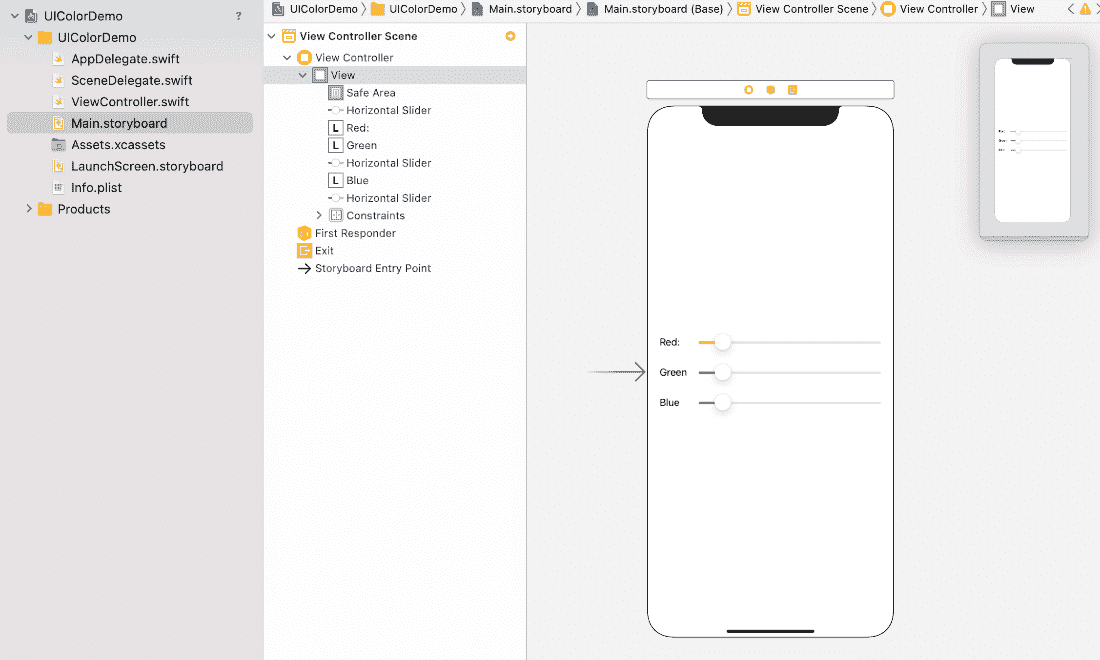 UIColorDemo ?
UIColorDemo
AppDelegate.swift
SceneDelegate.swift
ViewController.swift
Main.storyboard
Assets.xcassets
LaunchScreen.storyboard
Info.plist
Products
UIColorDemo UIColorDemo Main.storyboard Main.storyboard (Base) View Controller Scene View Controller View
View Controller Scene
View Controller
View
Safe Area
Horizontal Slider
L Red:
L Green
Horizontal Slider
L Blue
Horizontal Slider
Constraints
First Responder
Exit
Storyboard Entry Point
Red:
Green
Blue